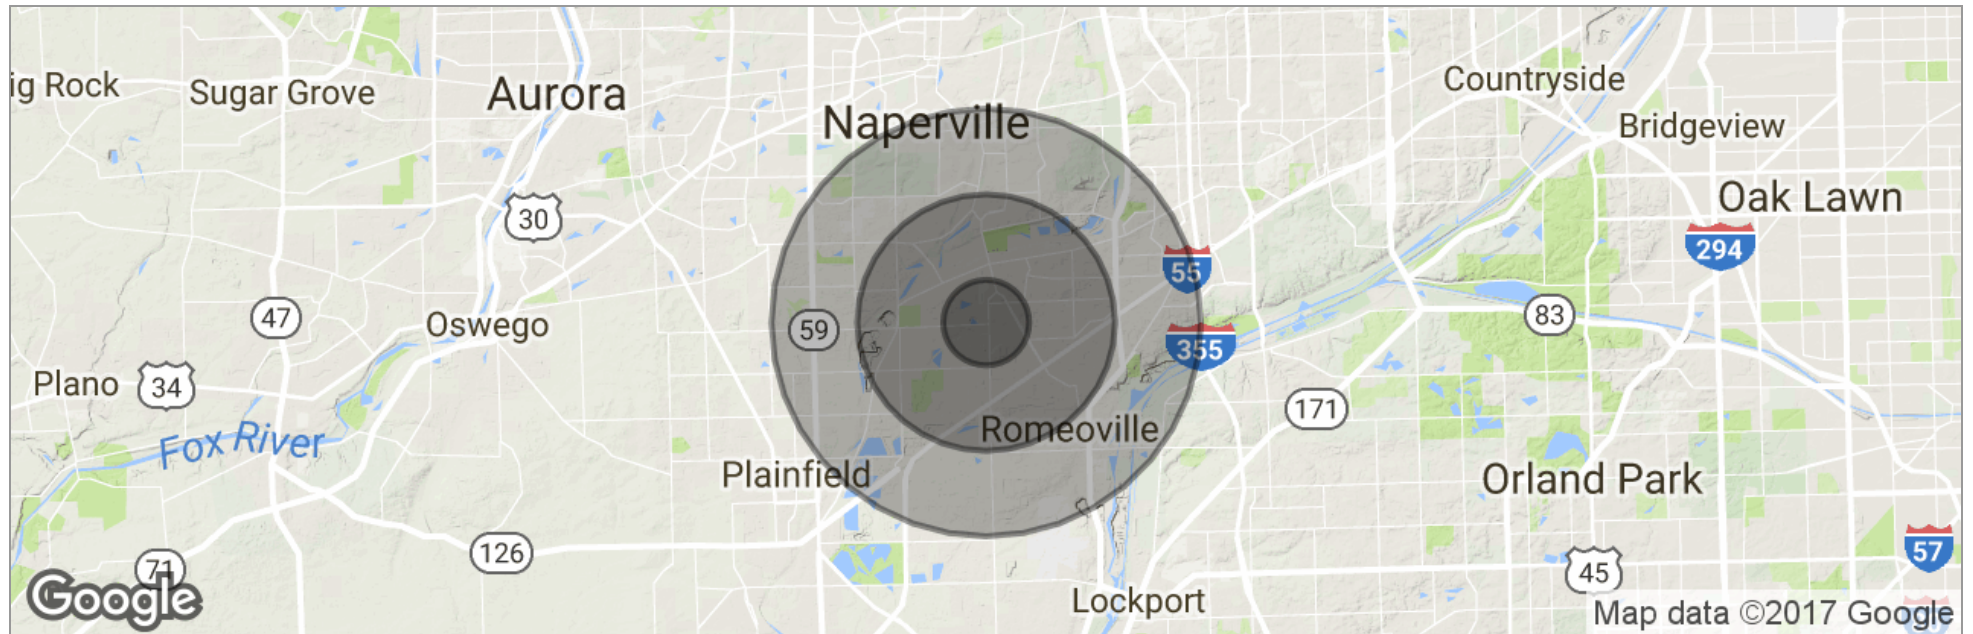 Countryside
ig Rock
Sugar Grove
Aurora
Naperville
Bridgeview
Oak Lawn
30
294
55
47
Oswego
59
83
355
Plano
34
171
Romeoville
Fox River
Plainfield
Orland Park
126
57
71
45
Google
Lockport
Map data ©2017 Google